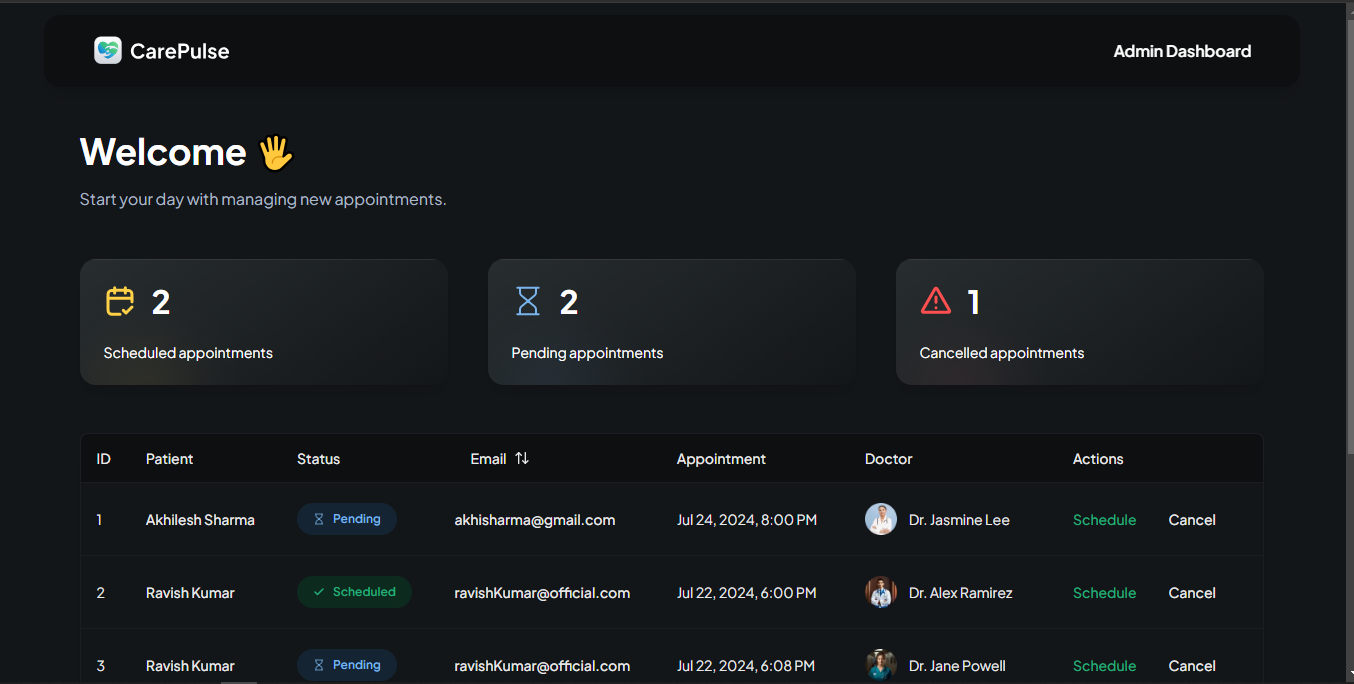 CarePulse Admin Dashboard
Welcome 🖐
Start your day with managing new appointments.
2 2 1
Scheduled appointments Pending appointments Cancelled appointments
ID Patient Status Email Appointment Doctor Actions
1 Akhilesh Sharma Pending akhisharma@gmail.com Jul 24, 2024, 8:00 PM Dr. Jasmine Lee Schedule Cancel
2 Ravish Kumar Scheduled ravishKumar@official.com Jul 22, 2024, 6:00 PM Dr. Alex Ramirez Schedule Cancel
3 Ravish Kumar Pending ravishKumar@official.com Jul 22, 2024, 6:08 PM Dr. Jane Powell Schedule Cancel